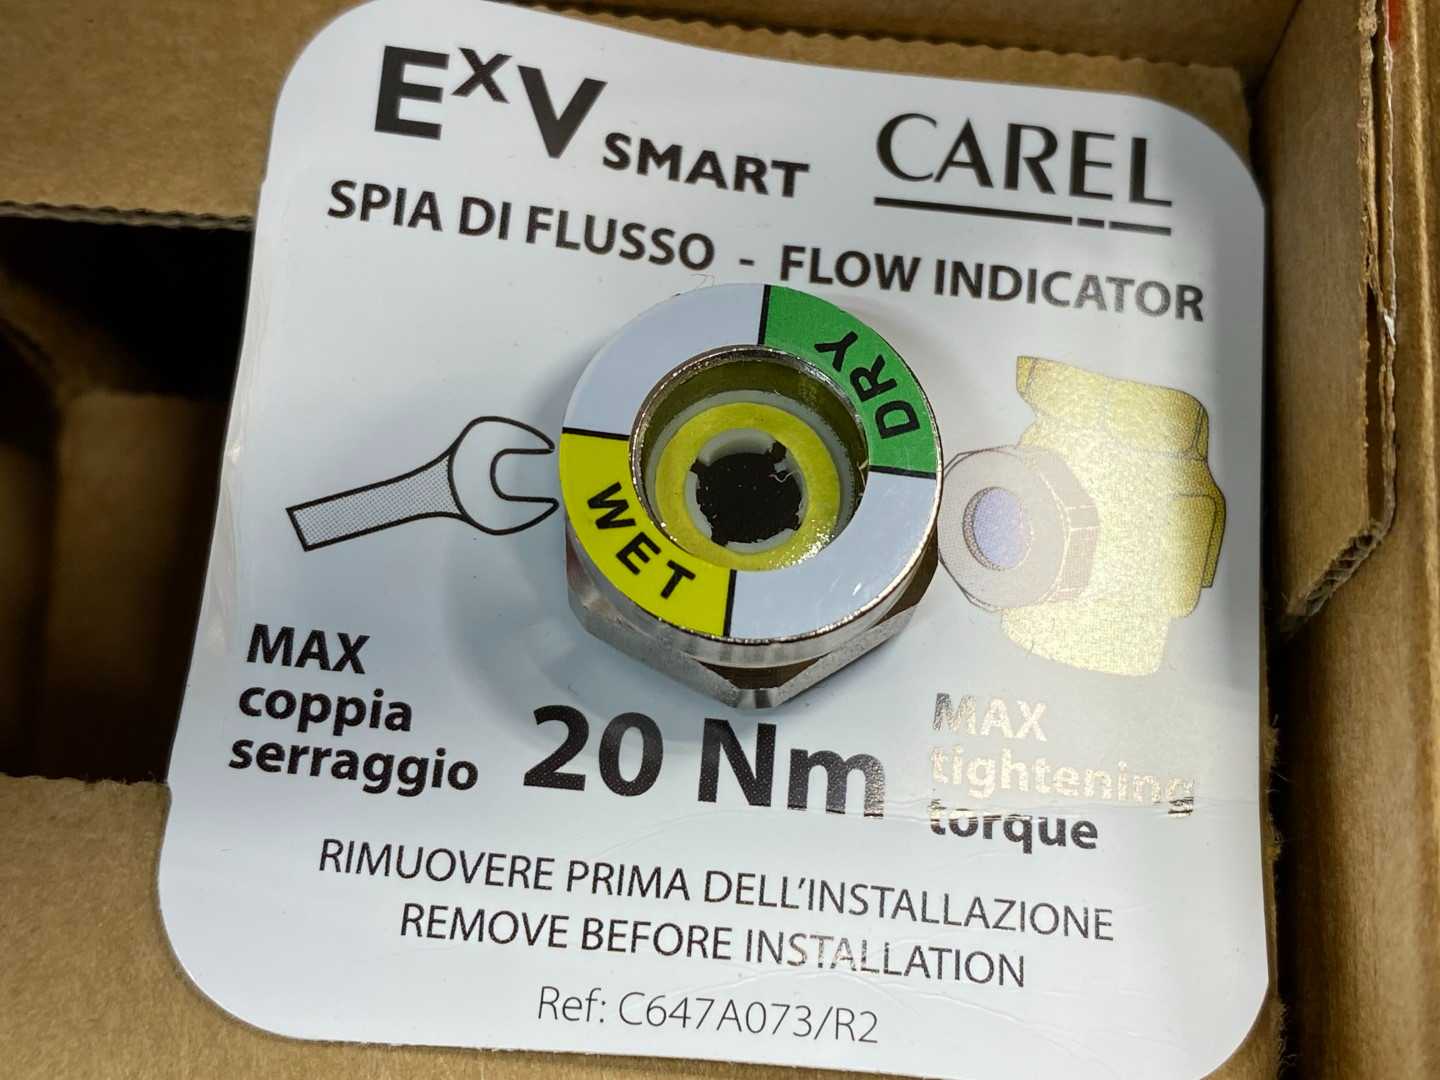 EXV SMART
CAREL
SPIA DI FLUSSO - FLOW INDICATOR
DRY
WET
MAX
coppia
serraggio
20 Nm
MAX
tightening
torque
RIMUOVERE PRIMA DELL'INSTALLAZIONE
REMOVE BEFORE INSTALLATION
Ref: C647A073/R2